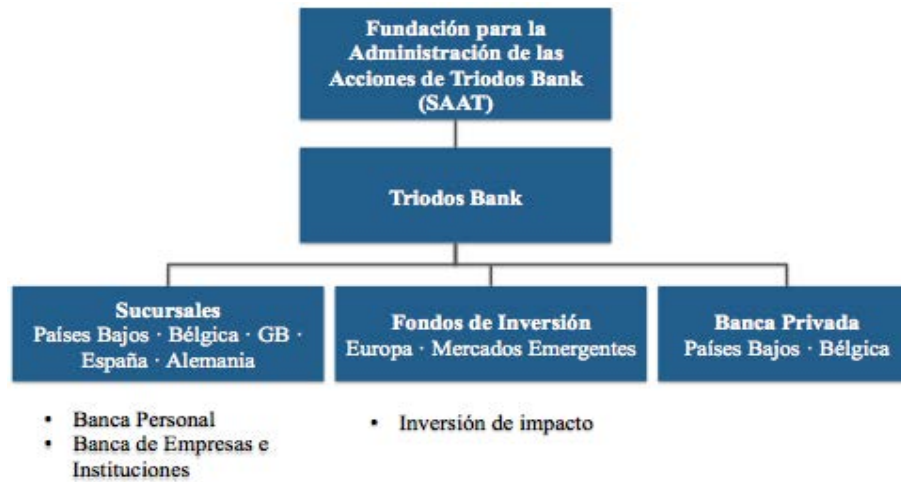 Fundación para la
Administración de las
Acciones de Triodos Bank
(SAAT)
Triodos Bank
Sucursales
Países Bajos · Bélgica · GB ·
España · Alemania
Fondos de Inversión
Europa · Mercados Emergentes
Banca Privada
Países Bajos · Bélgica
• Banca Personal
• Banca de Empresas e
Instituciones
• Inversión de impacto